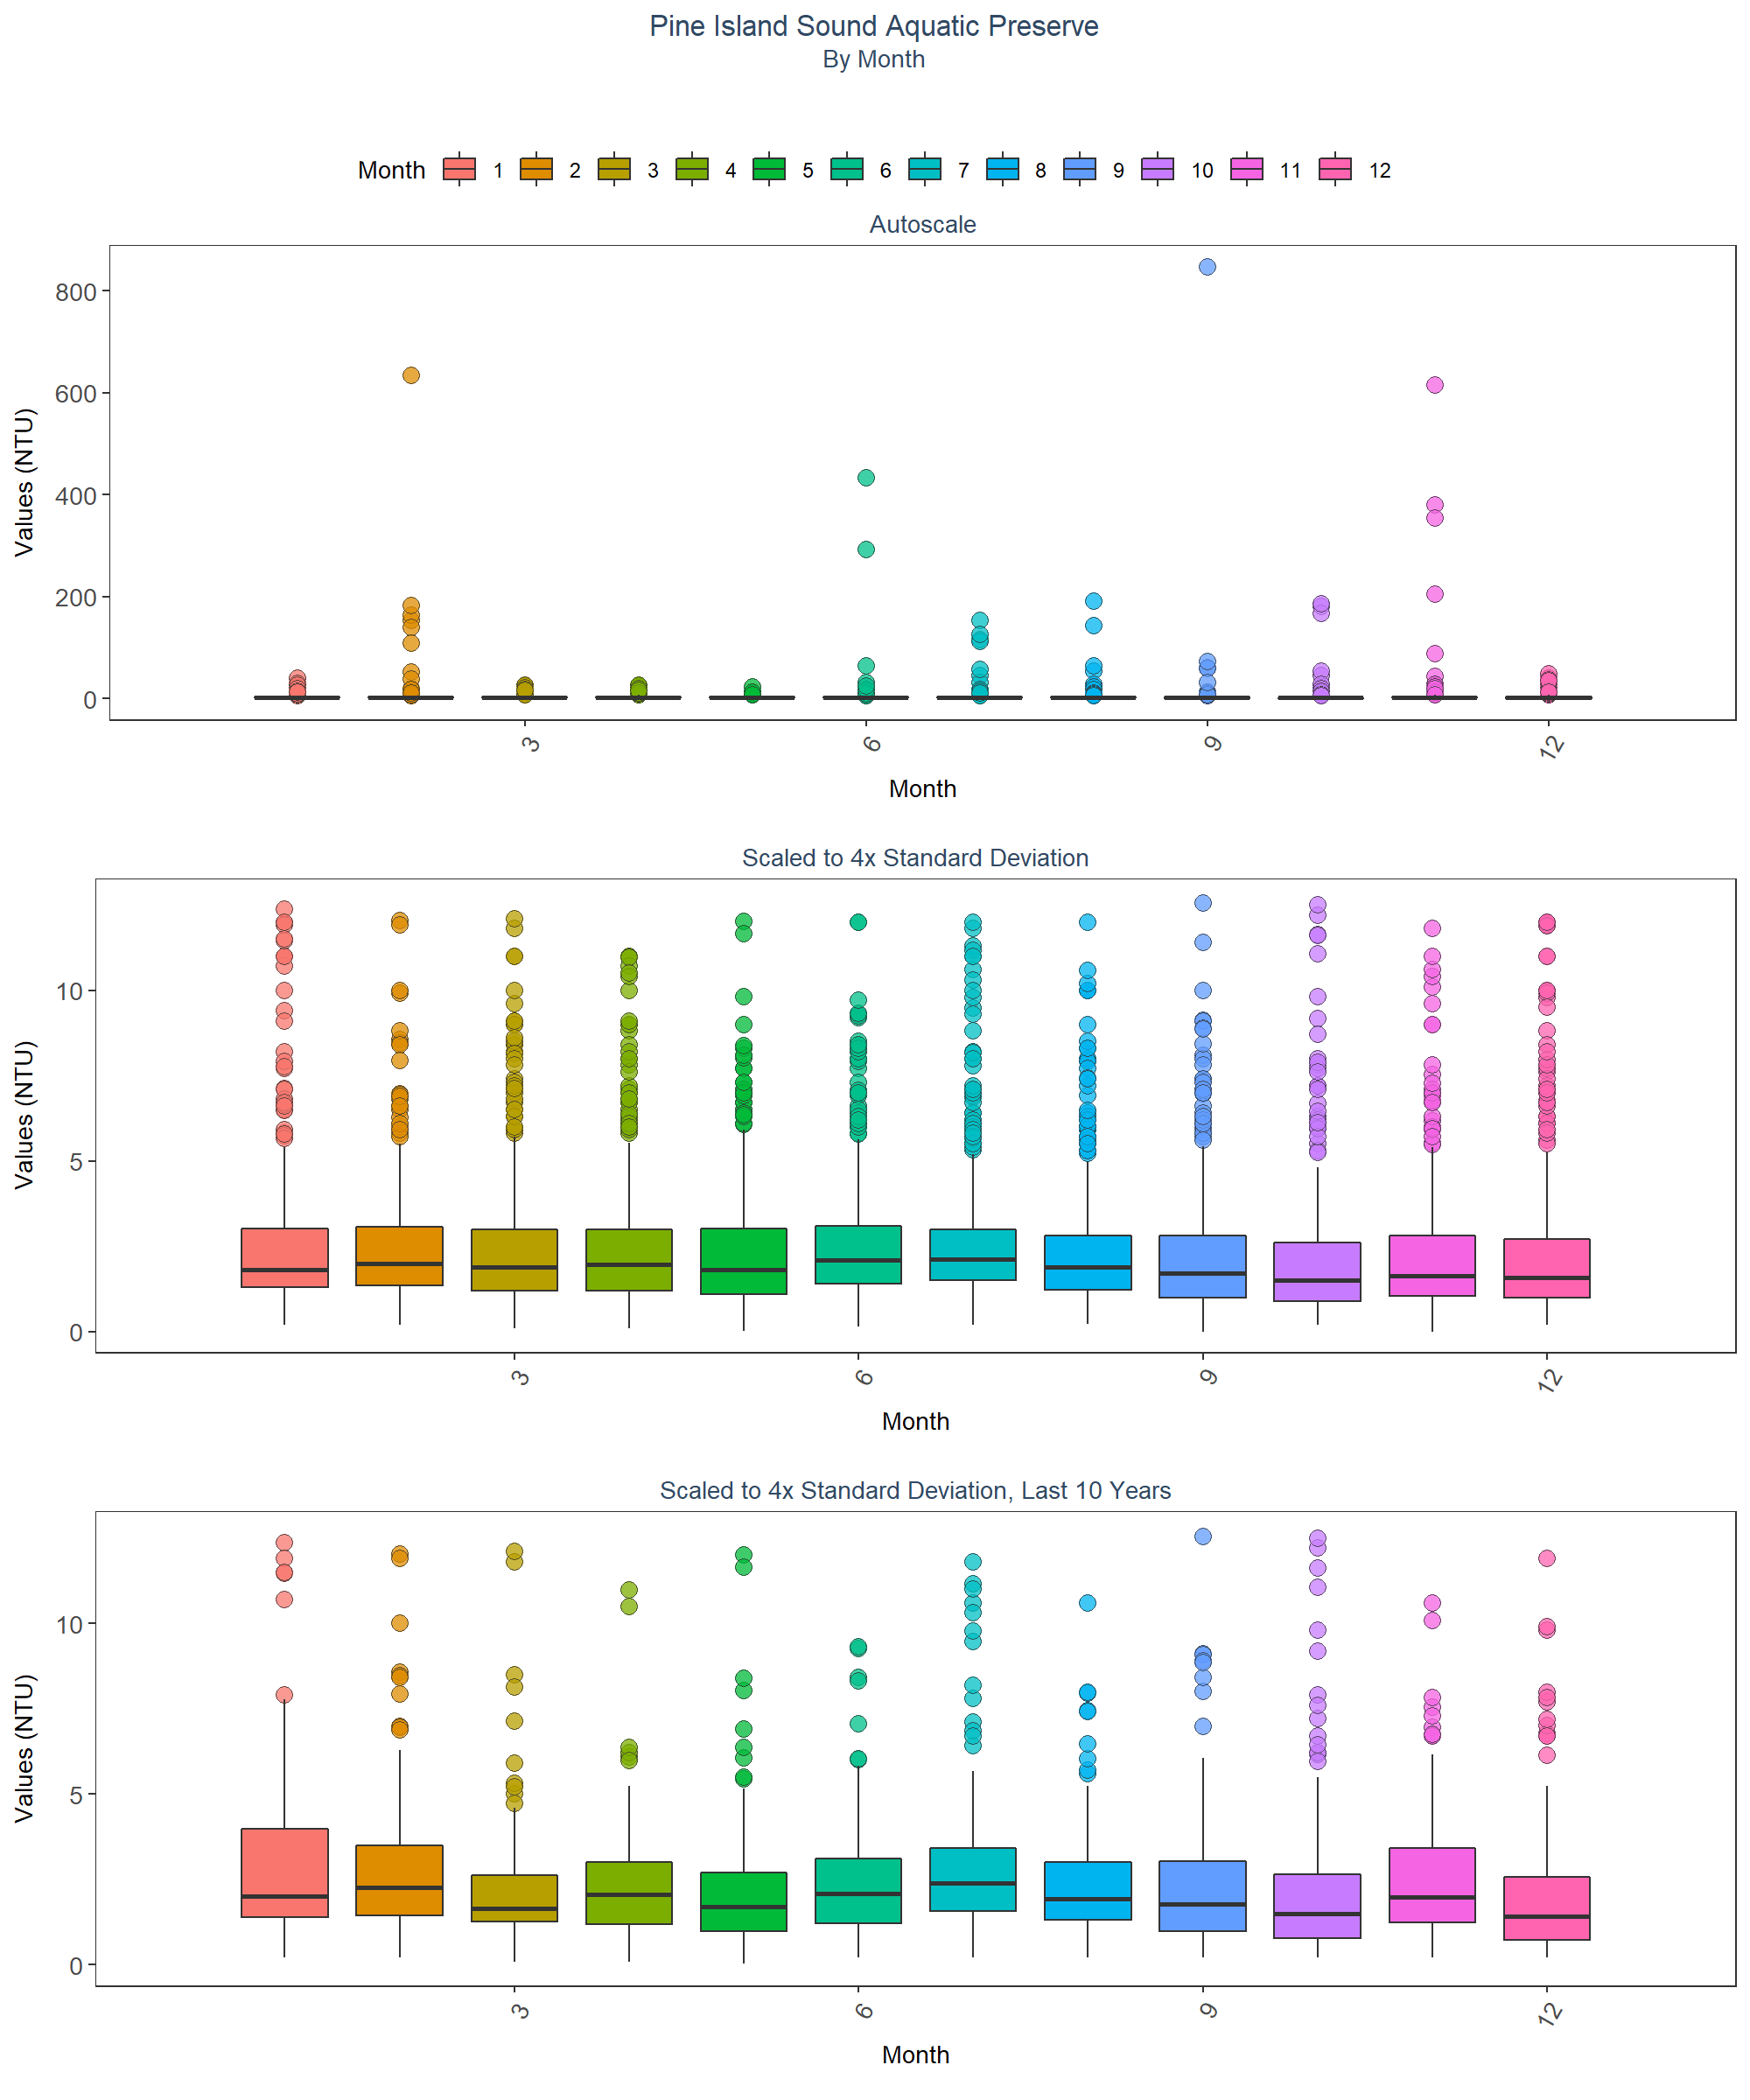 Pine Island Sound Aquatic Preserve
By Month
Month 1 2 3 4 5 6 7 8 9 10 11 12
Autoscale
Values (NTU)
800
600
400
200
0
3 6 9 12
Month
Scaled to 4x Standard Deviation
Values (NTU)
10
5
0
3 6 9 12
Month
Scaled to 4x Standard Deviation, Last 10 Years
Values (NTU)
10
5
0
3 6 9 12
Month